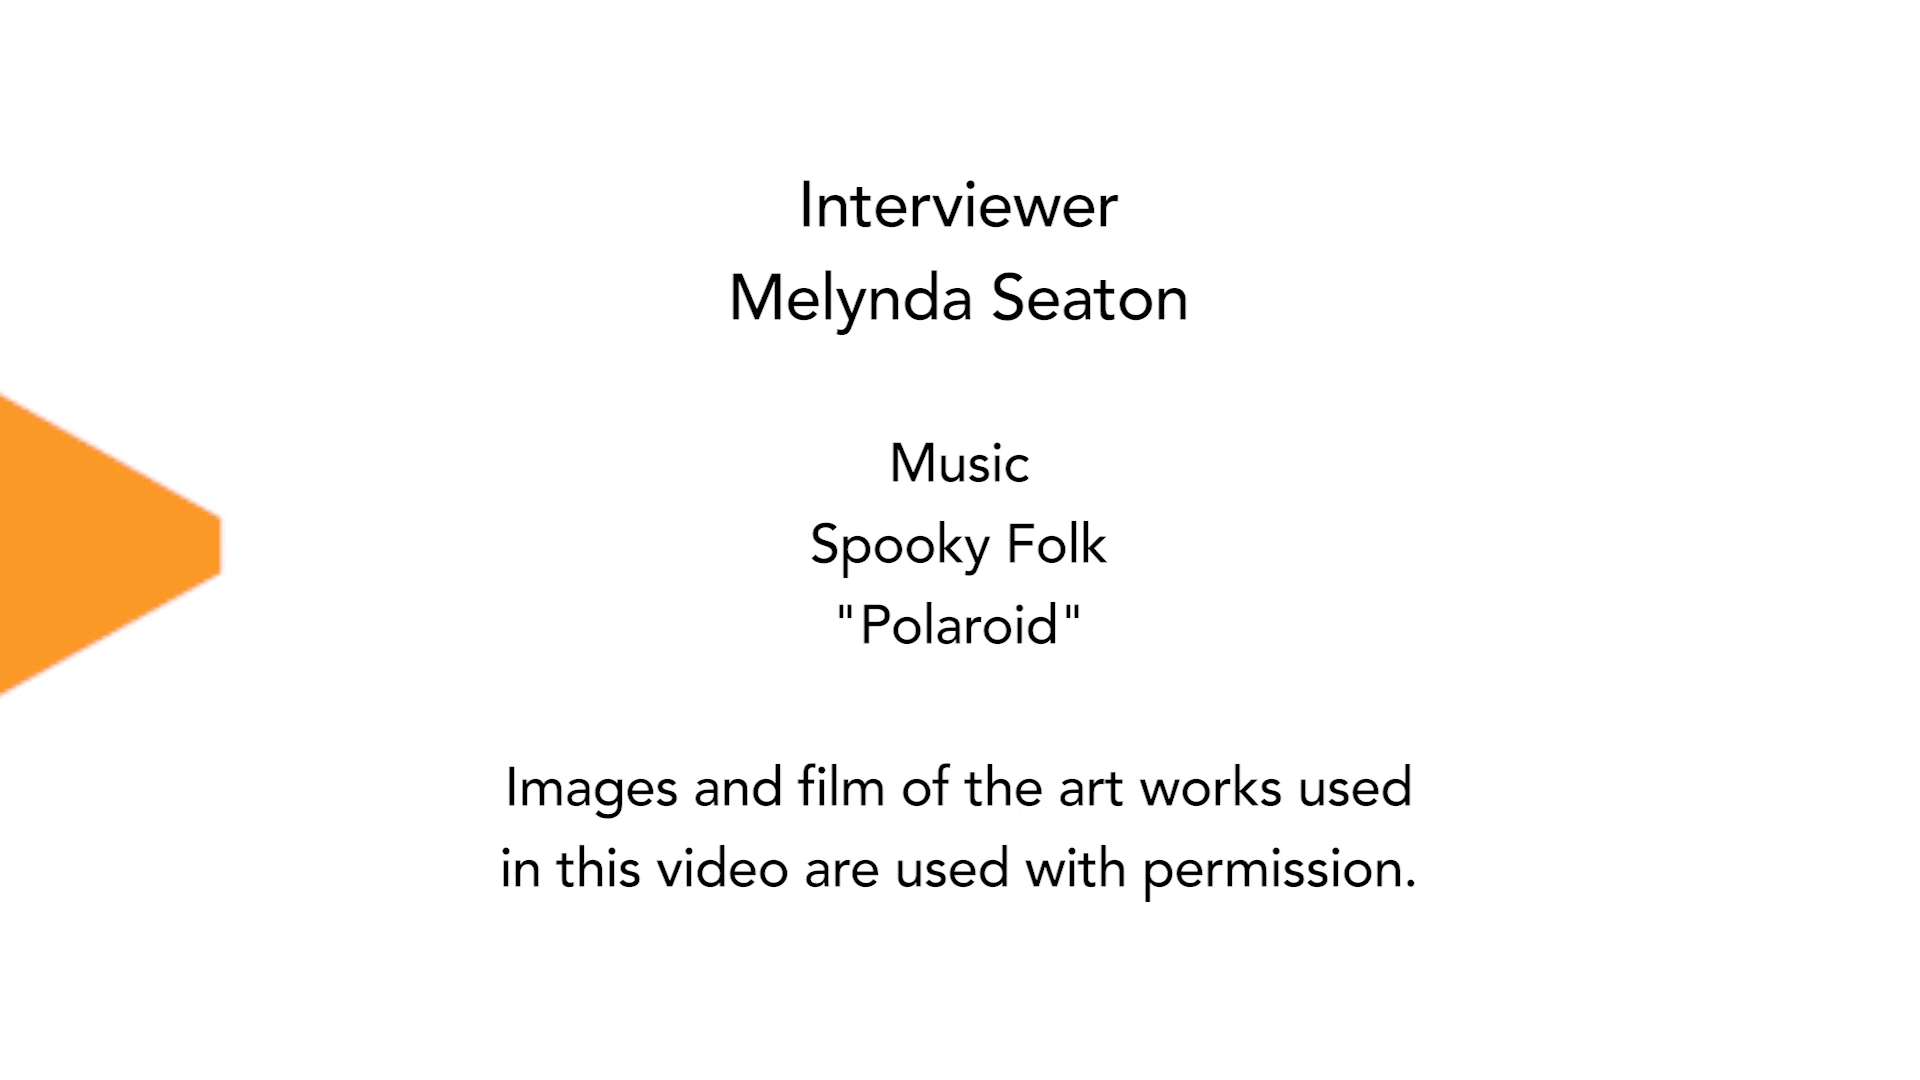 Interviewer
Melynda Seaton
Music
Spooky Folk
"Polaroid"
Images and film of the art works used
in this video are used with permission.